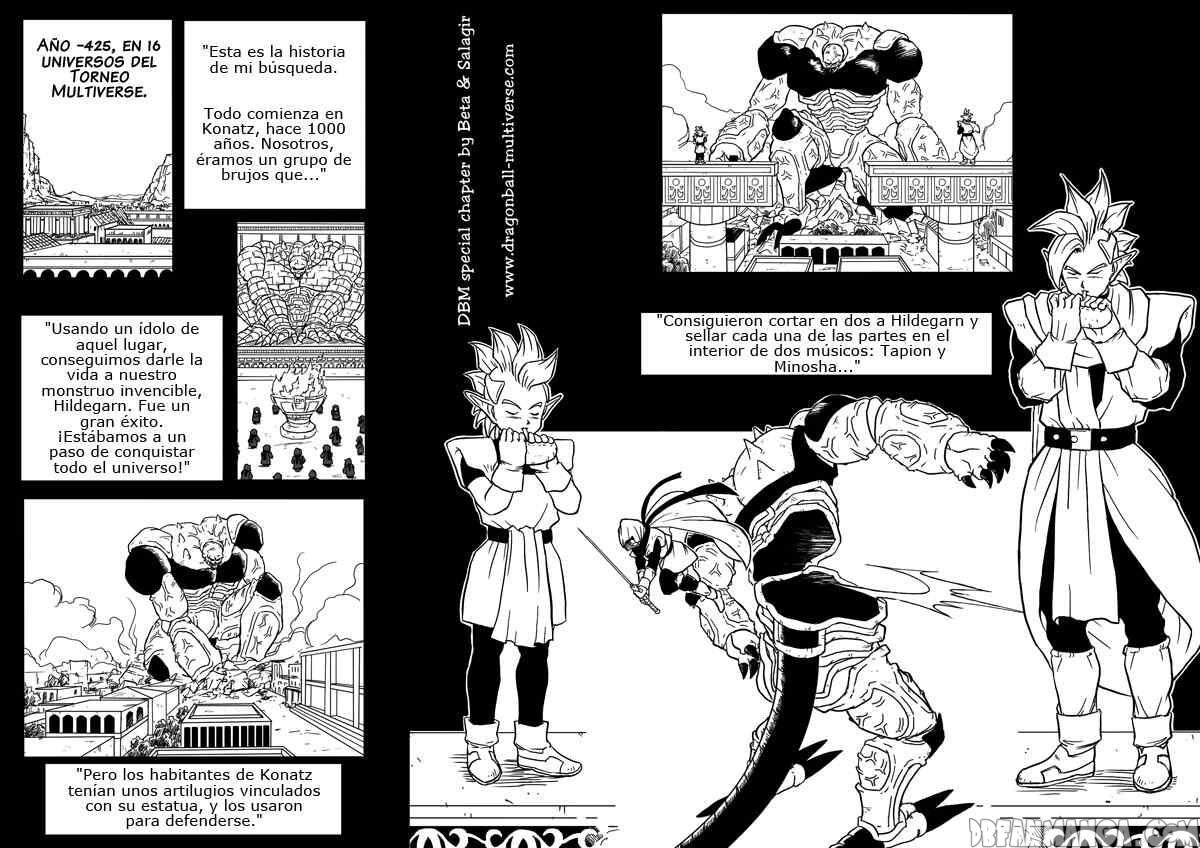 AÑO -425, EN 16
UNIVERSOS DEL
TORNEO
MULTIVERSE.
"Esta es la historia
de mi búsqueda.
Todo comienza en
Konatz, hace 1000
años. Nosotros,
éramos un grupo de
brujos que..."
"Usando un ídolo de
aquel lugar,
conseguimos darle la
vida a nuestro
monstruo invencible,
Hildegarn. Fue un
gran éxito.
¡Estábamos a un
paso de conquistar
todo el universo!"
"Pero los habitantes de Konatz
tenían unos artilugios vinculados
con su estatua, y los usaron
para defenderse."
DBM special chapter by Beta & Salagir
www.dragonball-multiverse.com
"Consiguieron cortar en dos a Hildegarn y
sellar cada una de las partes en el
interior de dos músicos: Tapion y
Minosha..."
DBFANMANGA.COM